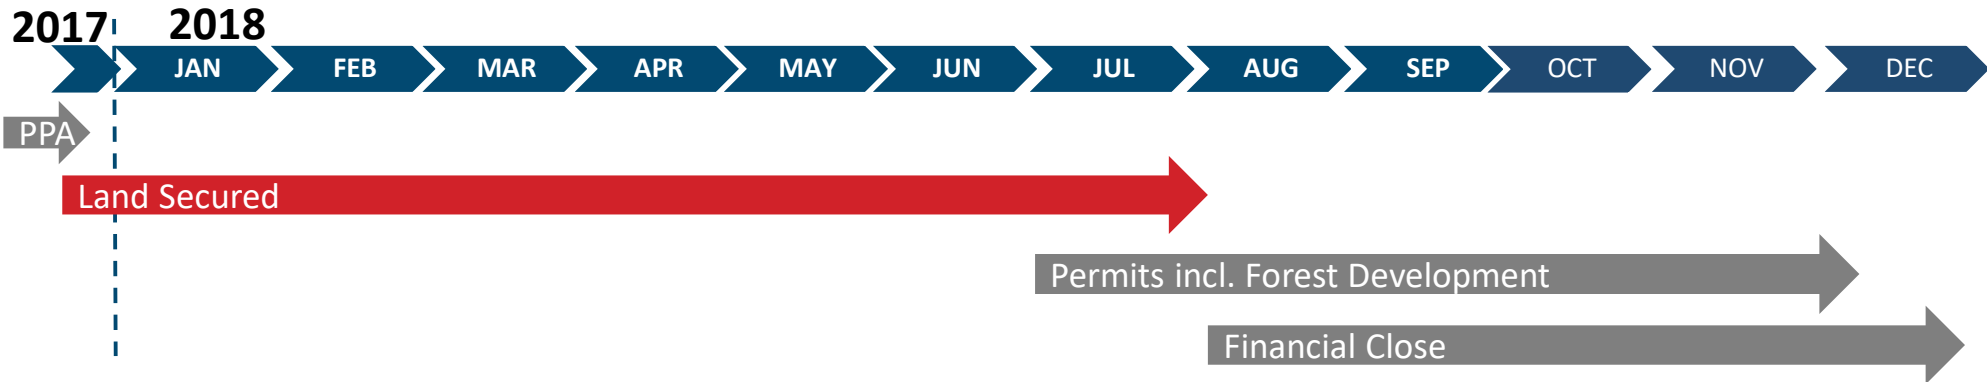 2017 2018
JAN FEB MAR APR MAY JUN JUL AUG SEP OCT NOV DEC
PPA
Land Secured
Permits incl. Forest Development
Financial Close